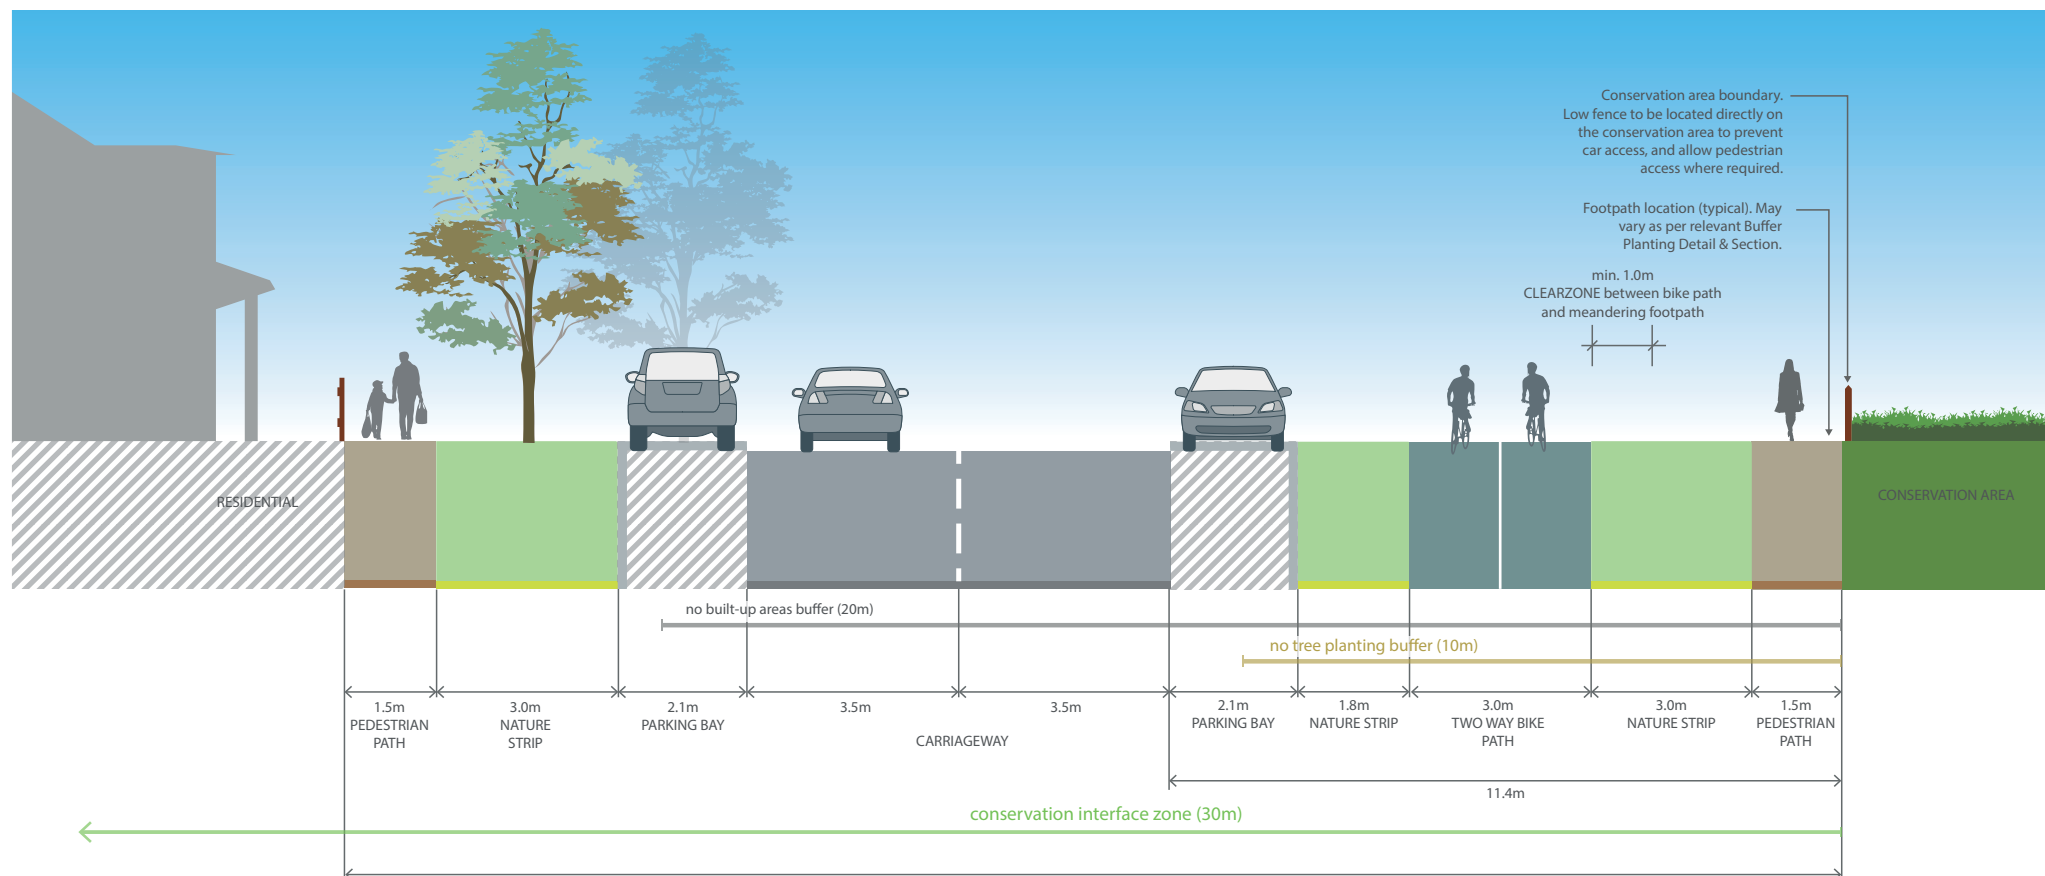 Conservation area boundary.
Low fence to be located directly on
the conservation area to prevent
car access, and allow pedestrian
access where required.
Footpath location (typical). May
vary as per relevant Buffer
Planting Detail & Section.
min. 1.0m
CLEARZONE between bike path
and meandering footpath
RESIDENTIAL
CONSERVATION AREA
no built-up areas buffer (20m)
no tree planting buffer (10m)
1.5m
PEDESTRIAN
PATH
3.0m
NATURE
STRIP
2.1m
PARKING BAY
3.5m
3.5m
CARRIAGEWAY
2.1m
PARKING BAY
1.8m
NATURE STRIP
3.0m
TWO WAY BIKE
PATH
3.0m
NATURE STRIP
1.5m
PEDESTRIAN
PATH
11.4m
conservation interface zone (30m)